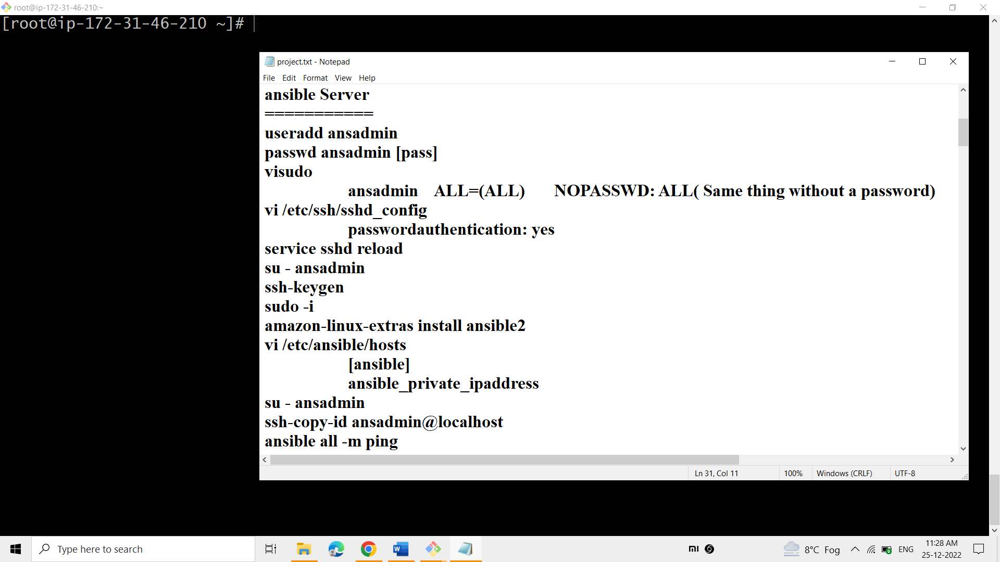 root@ip-172-31-46-210:~
[root@ip-172-31-46-210 ~]#
project.txt - Notepad
File Edit Format View Help
ansible Server
===========
useradd ansadmin
passwd ansadmin [pass]
visudo
ansadmin ALL=(ALL) NOPASSWD: ALL( Same thing without a password)
vi /etc/ssh/sshd_config
passwordauthentication: yes
service sshd reload
su - ansadmin
ssh-keygen
sudo -i
amazon-linux-extras install ansible2
vi /etc/ansible/hosts
[ansible]
ansible_private_ipaddress
su - ansadmin
ssh-copy-id ansadmin@localhost
ansible all -m ping
Ln 31, Col 11 100% Windows (CRLF) UTF-8
Type here to search
W
mi
8°C Fog
ENG
11:28 AM
25-12-2022